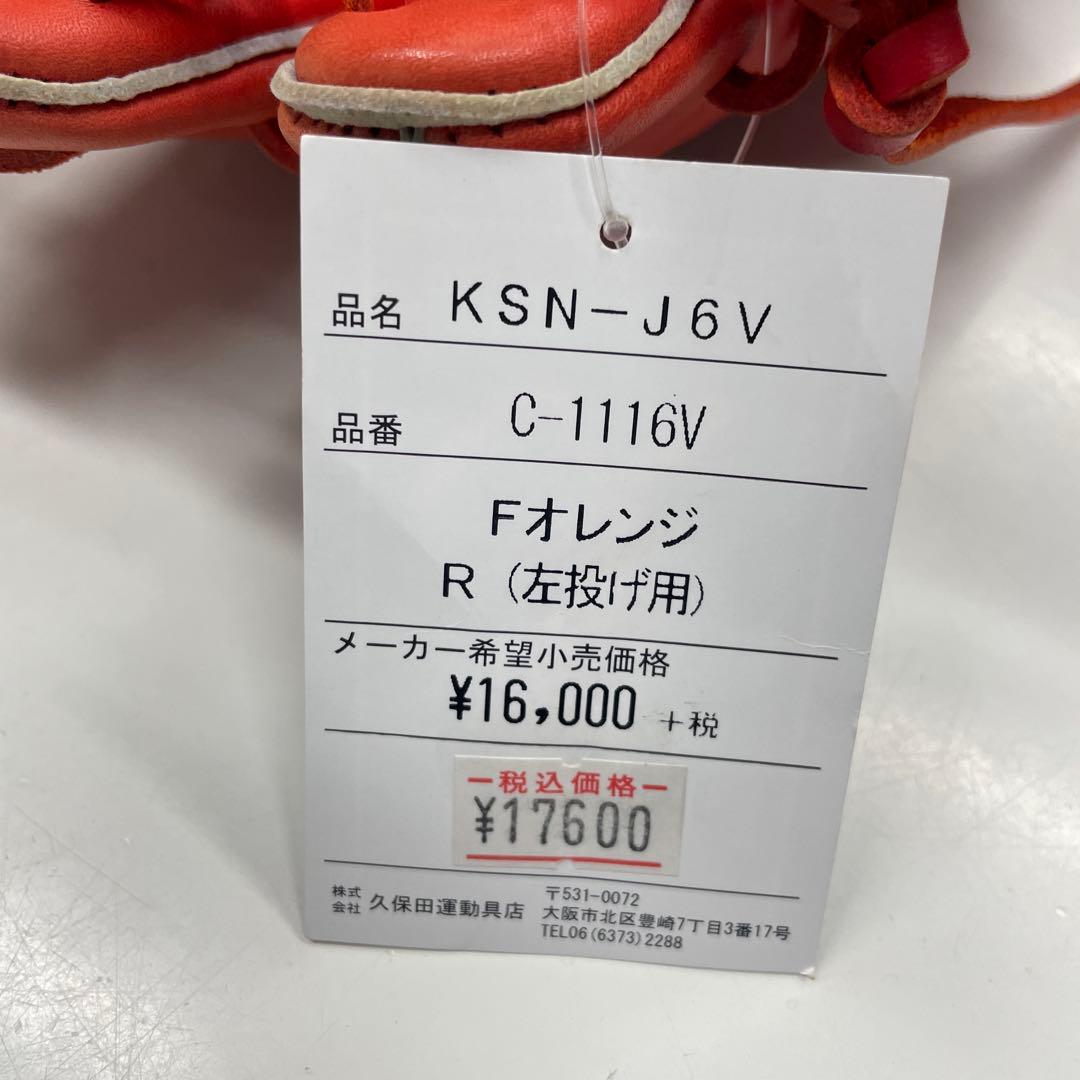 品名 KSN-J6V
品番 C-1116V
Fオレンジ
R (左投げ用)
メーカー希望小売価格
¥16,000 +税
税込価格
¥17600
株式会社 久保田運動具店
〒531-0072
大阪市北区豊崎7丁目3番17号
TEL06(6373)2288